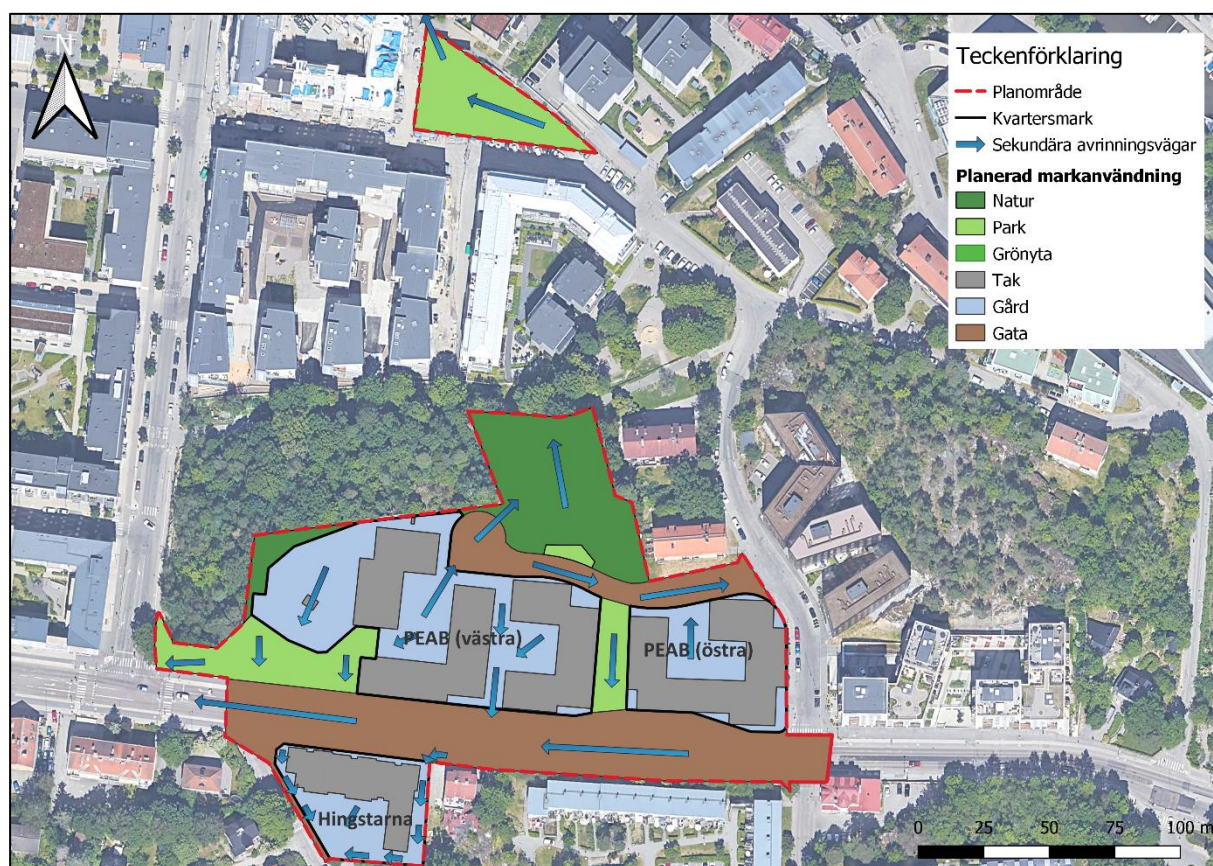 N
Teckenförklaring
Planområde
Kvartersmark
Sekundära avrinningsvägar
Planerad markanvändning
Natur
Park
Grönyta
Tak
Gård
Gata
PEAB (västra)
PEAB (östra)
Hingstarna
0 25 50 75 100 m